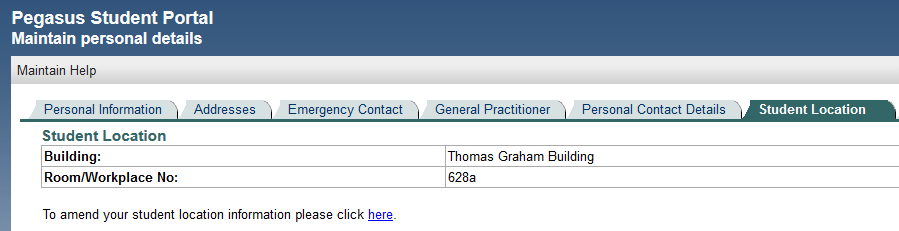 Pegasus Student Portal
Maintain personal details
Maintain Help
Personal Information Addresses Emergency Contact General Practitioner Personal Contact Details Student Location
Student Location
Building: Thomas Graham Building
Room/Workplace No: 628a
To amend your student location information please click here.